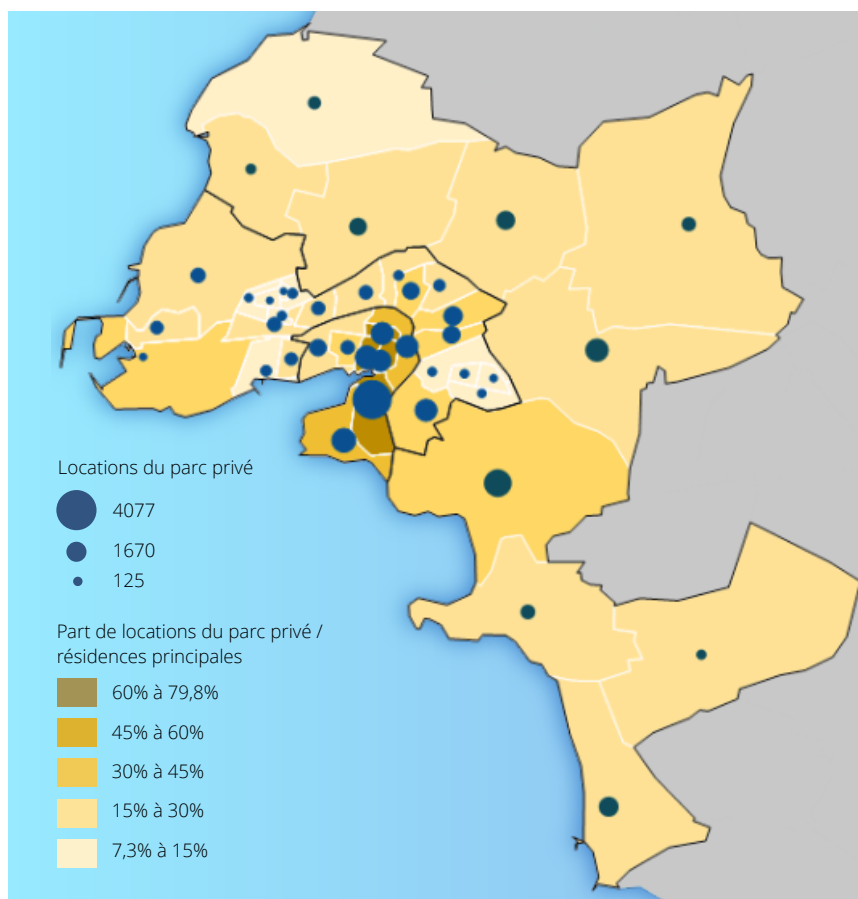 Locations du parc privé
4077
1670
125
Part de locations du parc privé /
résidences principales
60% à 79,8%
45% à 60%
30% à 45%
15% à 30%
7,3% à 15%